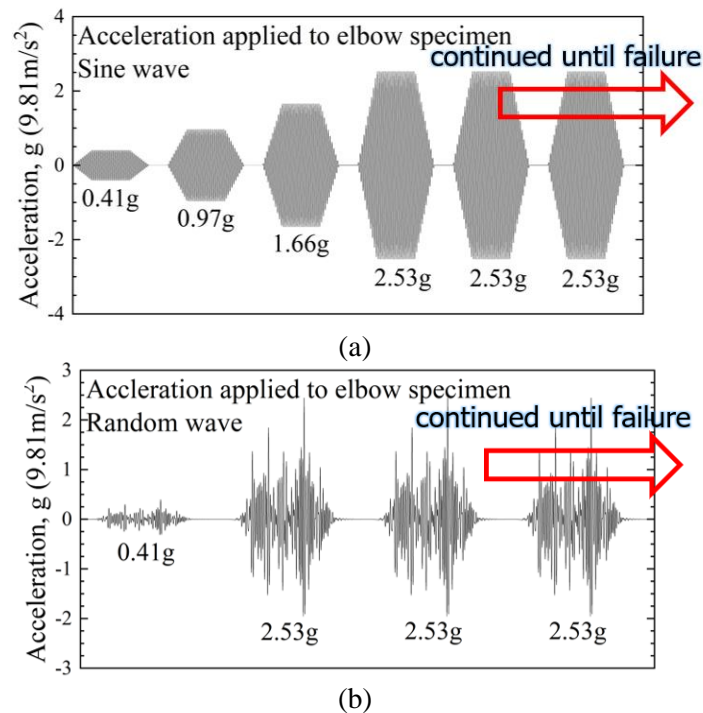 Acceleration applied to elbow specimen
Sine wave
continued until failure
Acceleration, g (9.81m/s²)
4
2
0
-2
-4
0.41g
0.97g
1.66g
2.53g
2.53g
2.53g
(a)
Accleration applied to elbow specimen
Random wave
continued until failure
Acceleration, g (9.81m/s²)
3
2
1
0
-1
-2
-3
0.41g
2.53g
2.53g
2.53g
(b)